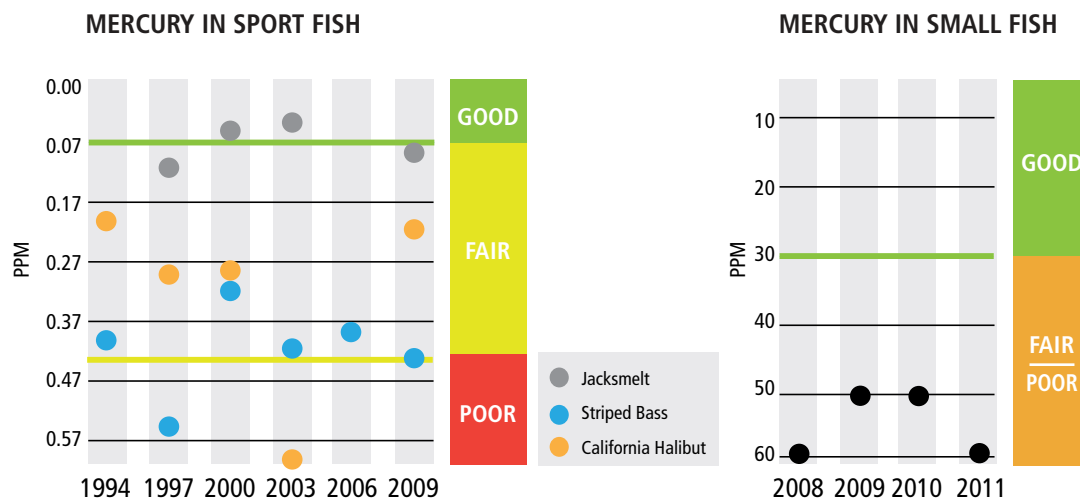 MERCURY IN SPORT FISH
PPM
0.00
0.07
0.17
0.27
0.37
0.47
0.57
1994 1997 2000 2003 2006 2009
GOOD
FAIR
POOR
Jacksmelt
Striped Bass
California Halibut
MERCURY IN SMALL FISH
PPM
10
20
30
40
50
60
2008 2009 2010 2011
GOOD
FAIR
POOR